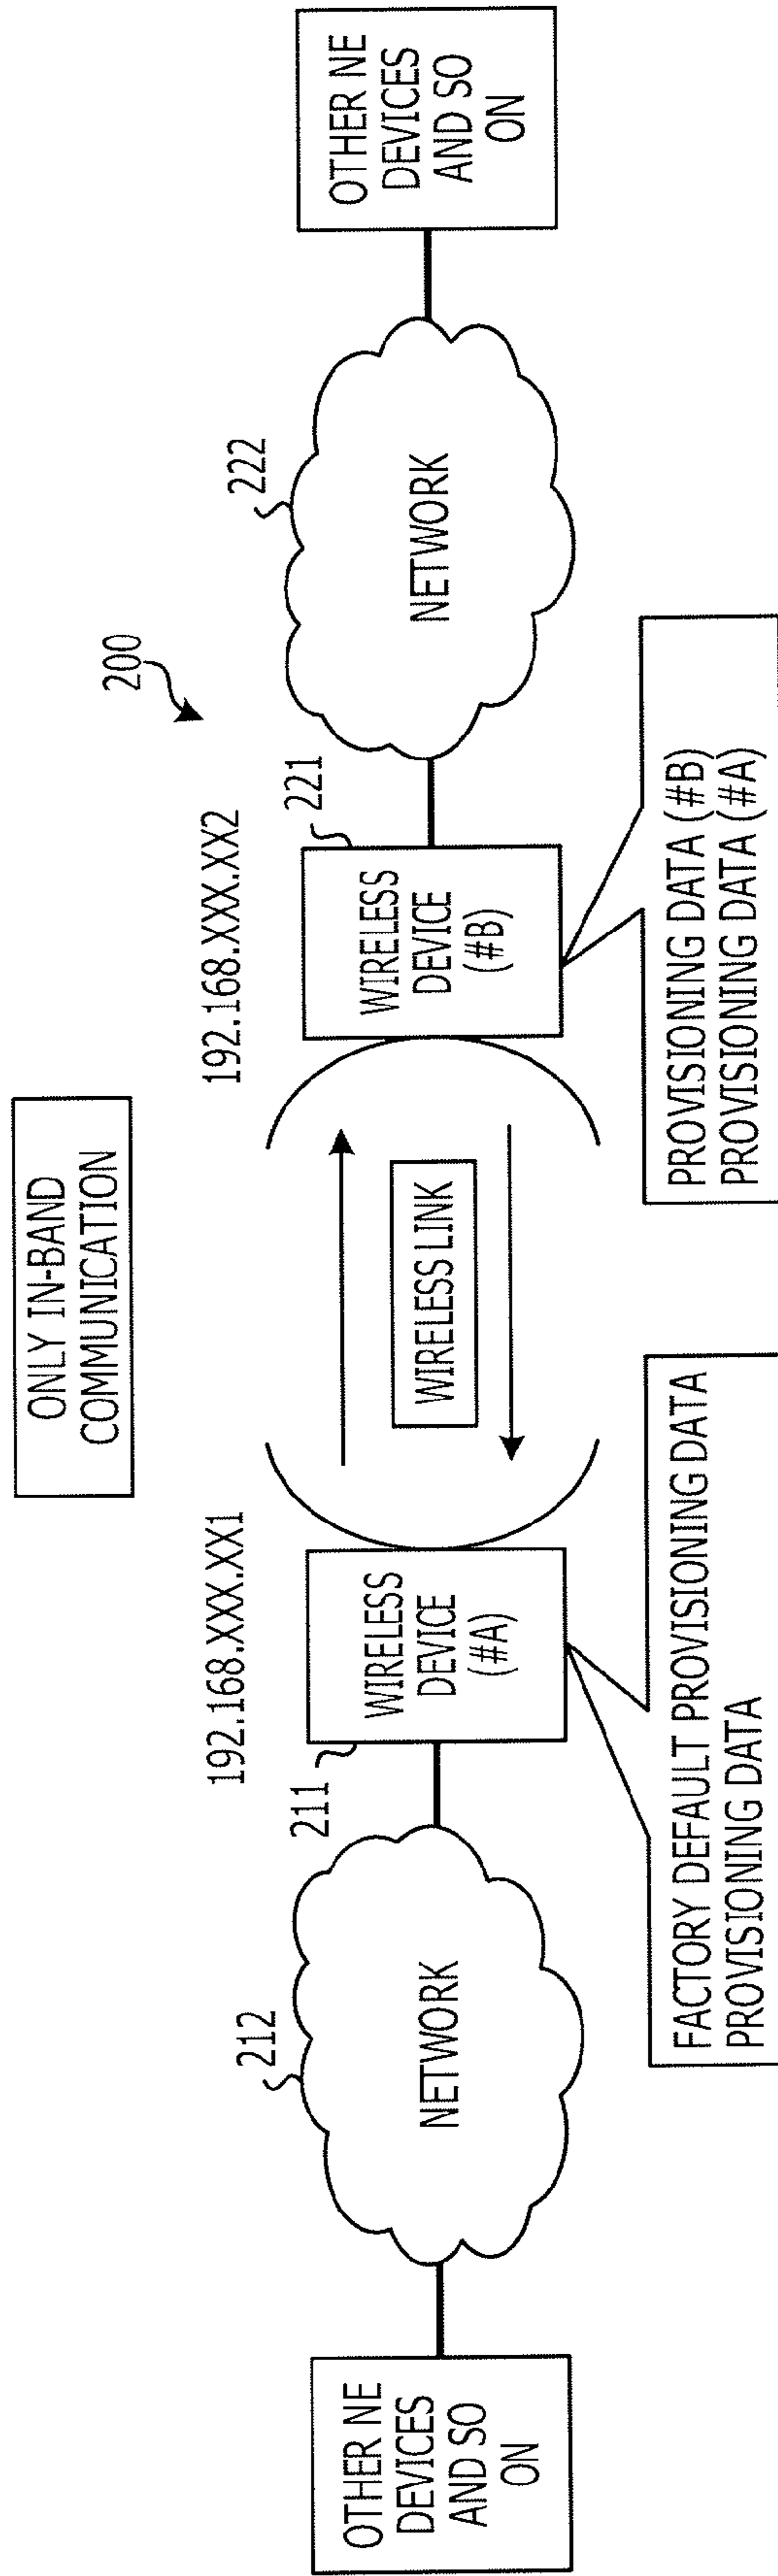 ONLY IN-BAND
COMMUNICATION
200
192.168.XXX.XX1
192.168.XXX.XX2
212
211
221
222
OTHER NE
DEVICES
AND SO
ON
NETWORK
WIRELESS
DEVICE
(#A)
WIRELESS LINK
WIRELESS
DEVICE
(#B)
NETWORK
OTHER NE
DEVICES
AND SO
ON
FACTORY DEFAULT PROVISIONING DATA
PROVISIONING DATA
PROVISIONING DATA (#B)
PROVISIONING DATA (#A)